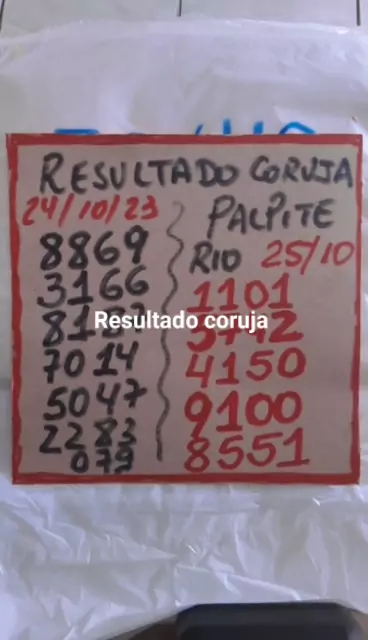 RESULTADO CORUJA
24/10/23
8869
3166
7014
5047
2283
079
PALPITE
RIO 25/10
1101
4150
9100
8551
Resultado coruja